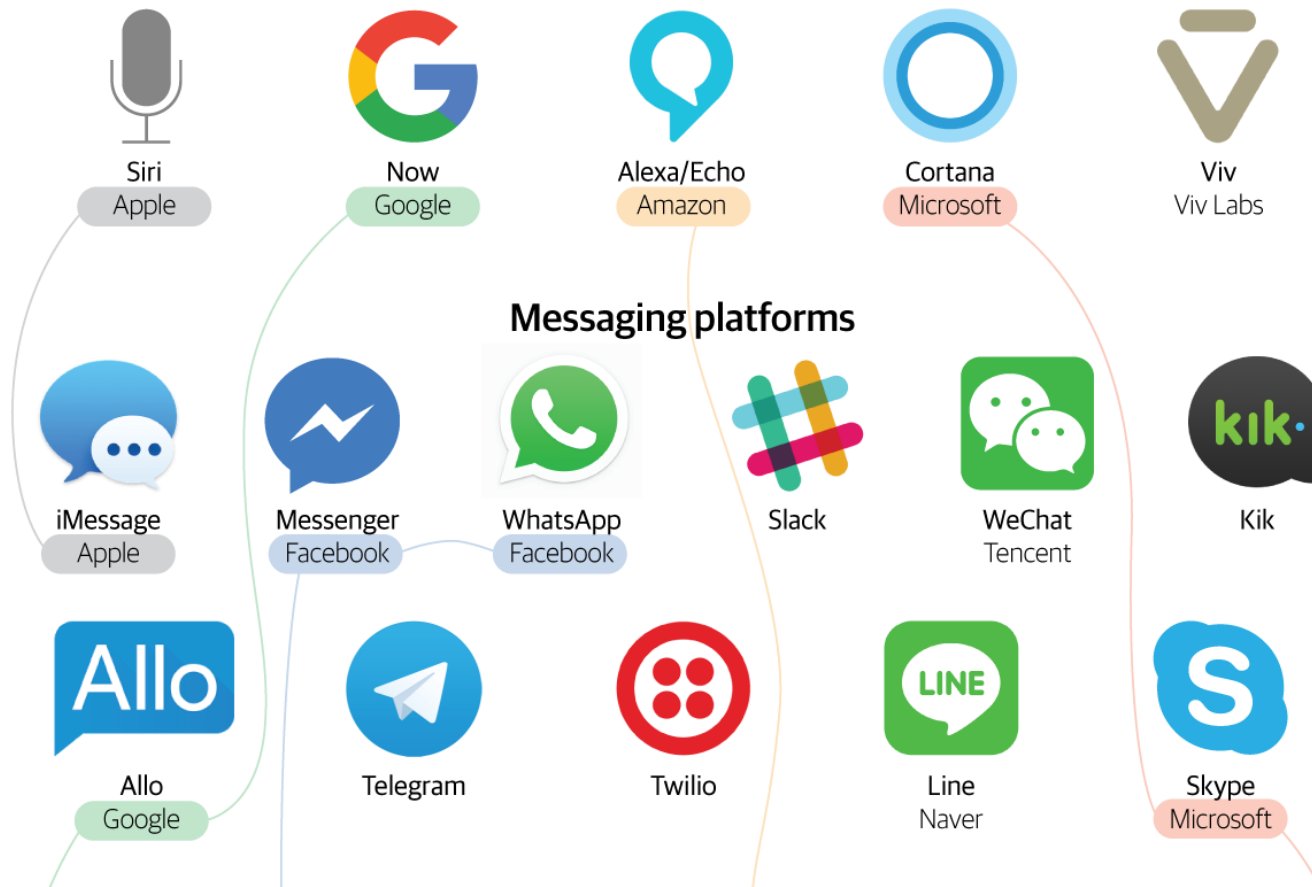 Siri
Apple
Now
Google
Alexa/Echo
Amazon
Cortana
Microsoft
Viv
Viv Labs
Messaging platforms
iMessage
Apple
Messenger
Facebook
WhatsApp
Facebook
Slack
WeChat
Tencent
kik
Kik
Allo
Allo
Google
Telegram
Twilio
LINE
Line
Naver
S
Skype
Microsoft